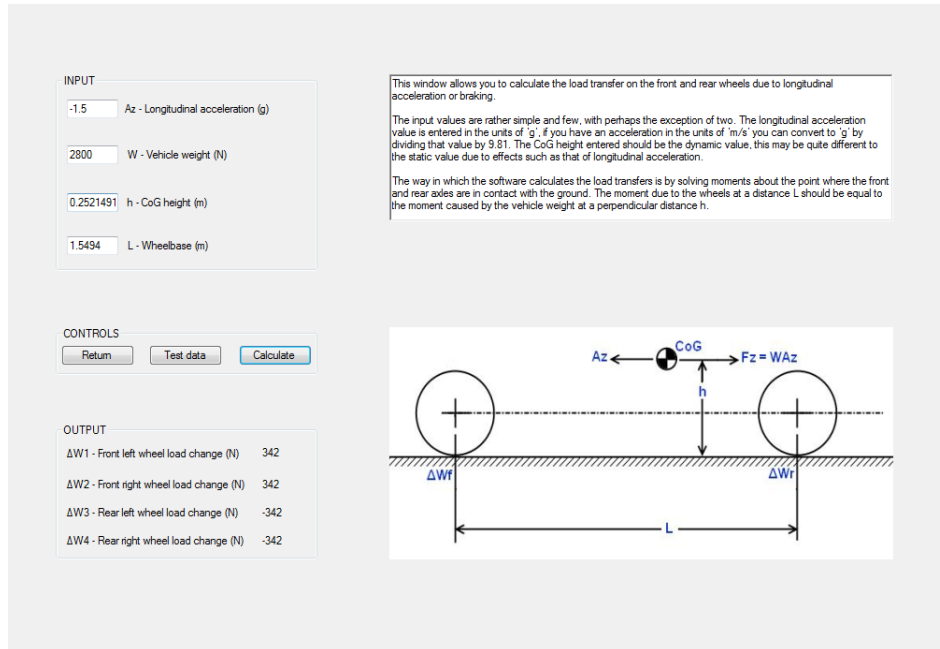 INPUT
-1.5 Az - Longitudinal acceleration (g)
2800 W - Vehicle weight (N)
0.2521491 h - CoG height (m)
1.5494 L - Wheelbase (m)
This window allows you to calculate the load transfer on the front and rear wheels due to longitudinal
acceleration or braking.
The input values are rather simple and few, with perhaps the exception of two. The longitudinal acceleration
value is entered in the units of 'g', if you have an acceleration in the units of 'm/s' you can convert to 'g' by
dividing that value by 9.81. The CoG height entered should be the dynamic value, this may be quite different to
the static value due to effects such as that of longitudinal acceleration.
The way in which the software calculates the load transfers is by solving moments about the point where the front
and rear axles are in contact with the ground. The moment due to the wheels at a distance L should be equal to
the moment caused by the vehicle weight at a perpendicular distance h.
CONTROLS
Return Test data Calculate
OUTPUT
ΔW1 - Front left wheel load change (N) 342
ΔW2 - Front right wheel load change (N) 342
ΔW3 - Rear left wheel load change (N) -342
ΔW4 - Rear right wheel load change (N) -342
CoG
Az Fz = WAz
h
ΔWf ΔWr
L